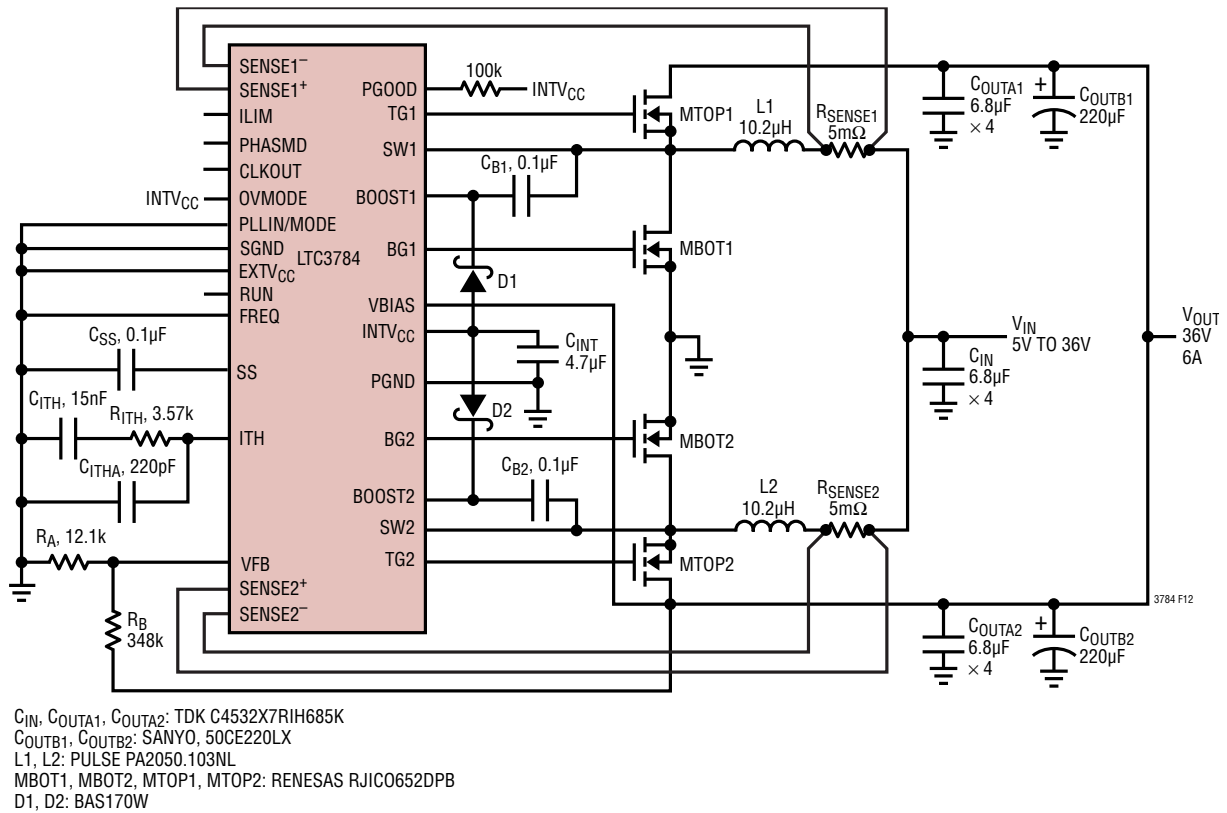 SENSE1–
SENSE1+
ILIM
PHASMD
CLKOUT
INTVCC
OVMODE
PLLIN/MODE
SGND
LTC3784
EXTVCC
RUN
FREQ
CSS, 0.1µF
SS
CITH, 15nF
RITH, 3.57k
ITH
CITHA, 220pF
RA, 12.1k
VFB
SENSE2+
SENSE2–
RB
348k
PGOOD
100k
INTVCC
TG1
SW1
CB1, 0.1µF
BOOST1
BG1
D1
VBIAS
INTVCC
CINT
4.7µF
PGND
D2
BG2
CB2, 0.1µF
BOOST2
SW2
TG2
MTOP1
L1
10.2µH
RSENSE1
5mΩ
MBOT1
MBOT2
L2
10.2µH
RSENSE2
5mΩ
MTOP2
COUTA1
6.8µF
× 4
+
COUTB1
220µF
VIN
5V TO 36V
CIN
6.8µF
× 4
VOUT
36V
6A
3784 F12
COUTA2
6.8µF
× 4
+
COUTB2
220µF
CIN, COUTA1, COUTA2: TDK C4532X7RIH685K
COUTB1, COUTB2: SANYO, 50CE220LX
L1, L2: PULSE PA2050.103NL
MBOT1, MBOT2, MTOP1, MTOP2: RENESAS RJICO652DPB
D1, D2: BAS170W